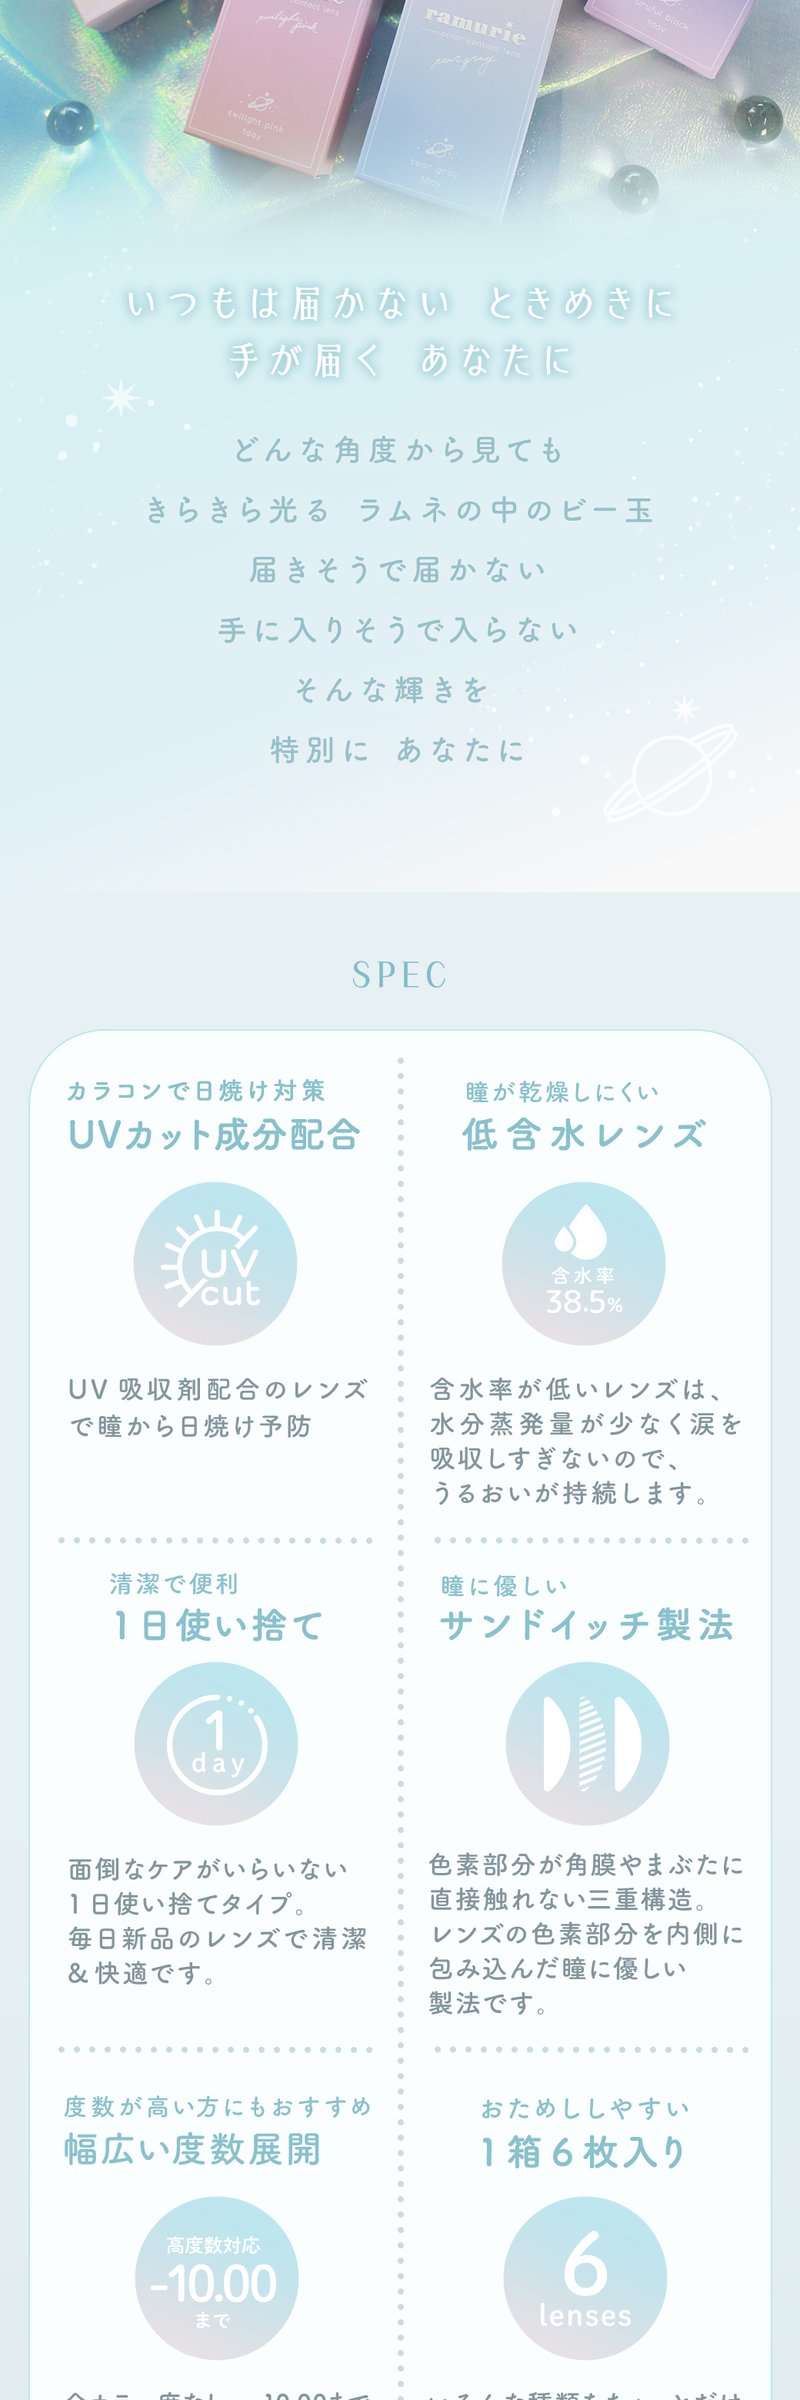 contact lens
twilight pink
twilight pink
1day
ramurie
color contact lens
tear gray
tear gray
1day
1day
いつもは届かない ときめきに
手が届く あなたに
どんな角度から見ても
きらきら光る ラムネの中のビー玉
届きそうで届かない
手に入りそうで入らない
そんな輝きを
特別に あなたに
SPEC
カラコンで日焼け対策
UVカット成分配合
UV
cut
UV 吸収剤配合のレンズ
で瞳から日焼け予防
瞳が乾燥しにくい
低含水レンズ
含水率
38.5%
含水率が低いレンズは、
水分蒸発量が少なく涙を
吸収しすぎないので、
うるおいが持続します。
清潔で便利
1日使い捨て
1
day
面倒なケアがいらいない
1日使い捨てタイプ。
毎日新品のレンズで清潔
&快適です。
瞳に優しい
サンドイッチ製法
色素部分が角膜やまぶたに
直接触れない三重構造。
レンズの色素部分を内側に
包み込んだ瞳に優しい
製法です。
度数が高い方にもおすすめ
幅広い度数展開
高度数対応
-10.00
まで
おためししやすい
1箱6枚入り
6
lenses